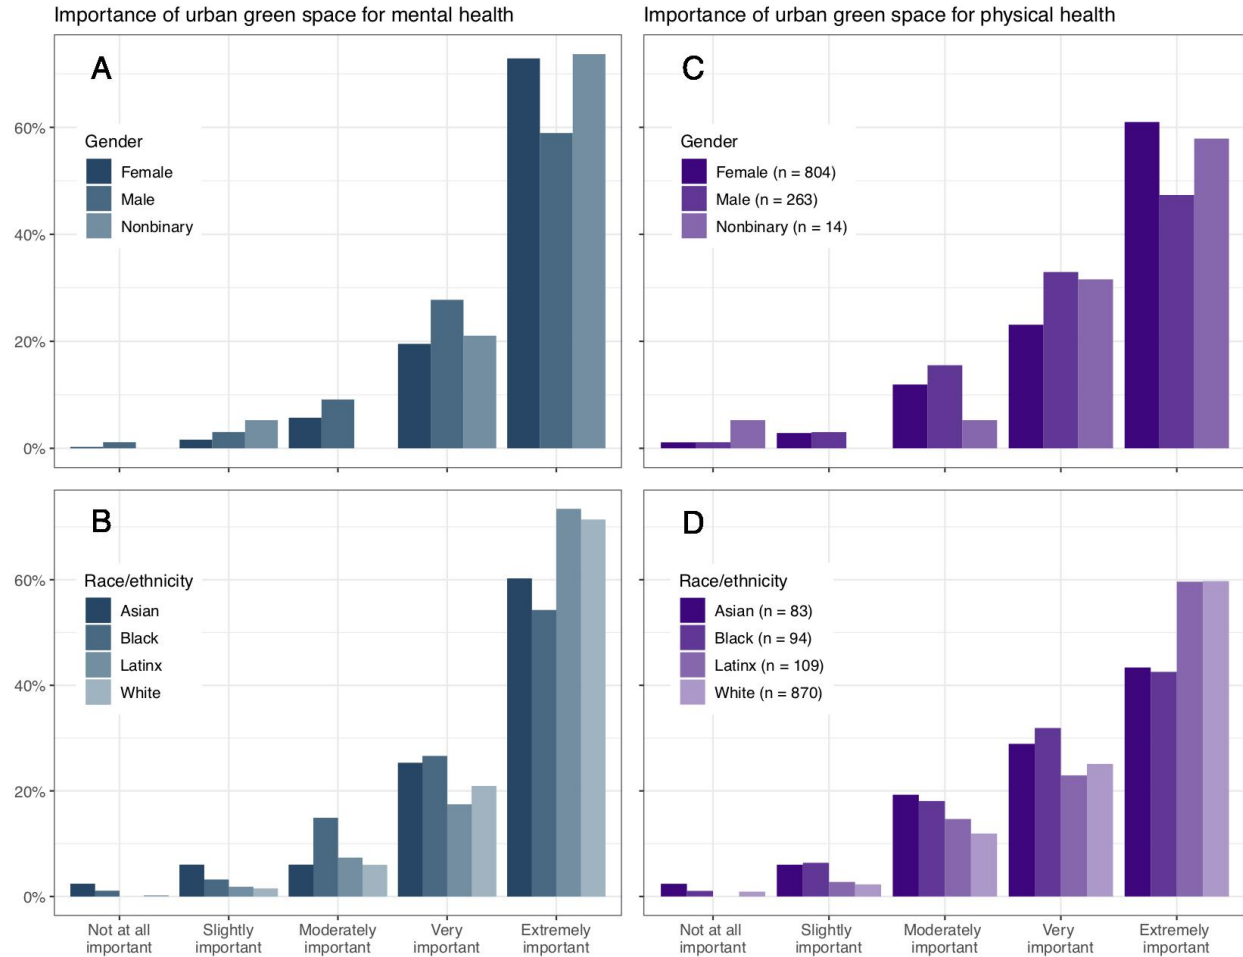 Importance of urban green space for mental health
Importance of urban green space for physical health
A
60%
40%
20%
0%
Gender
Female
Male
Nonbinary
C
Gender
Female (n = 804)
Male (n = 263)
Nonbinary (n = 14)
B
60%
40%
20%
0%
Race/ethnicity
Asian
Black
Latinx
White
Not at all
important
Slightly
important
Moderately
important
Very
important
Extremely
important
D
Race/ethnicity
Asian (n = 83)
Black (n = 94)
Latinx (n = 109)
White (n = 870)
Not at all
important
Slightly
important
Moderately
important
Very
important
Extremely
important